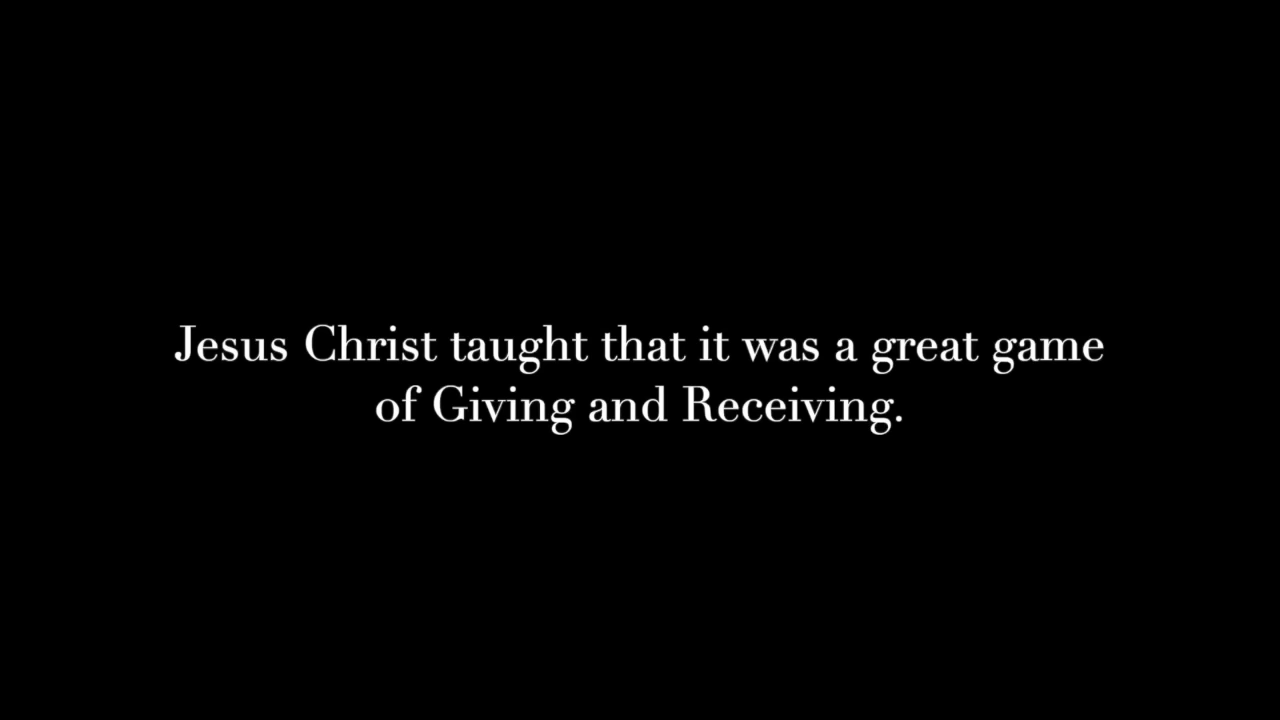 Jesus Christ taught that it was a great game
of Giving and Receiving.